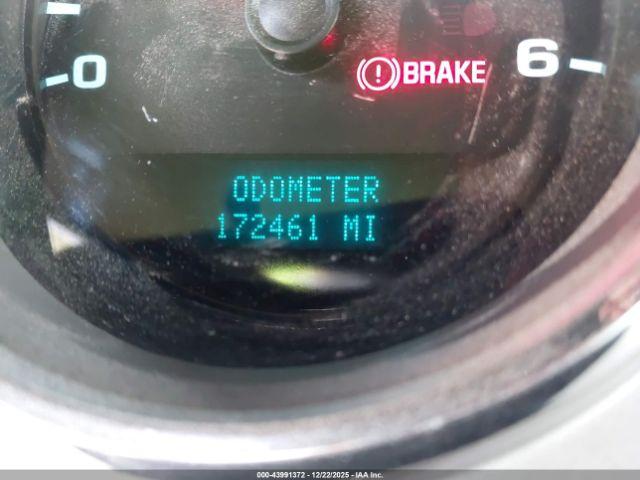 0
BRAKE
6
ODOMETER
172461 MI
000-43991372 - 12/22/2025 - IAA Inc.